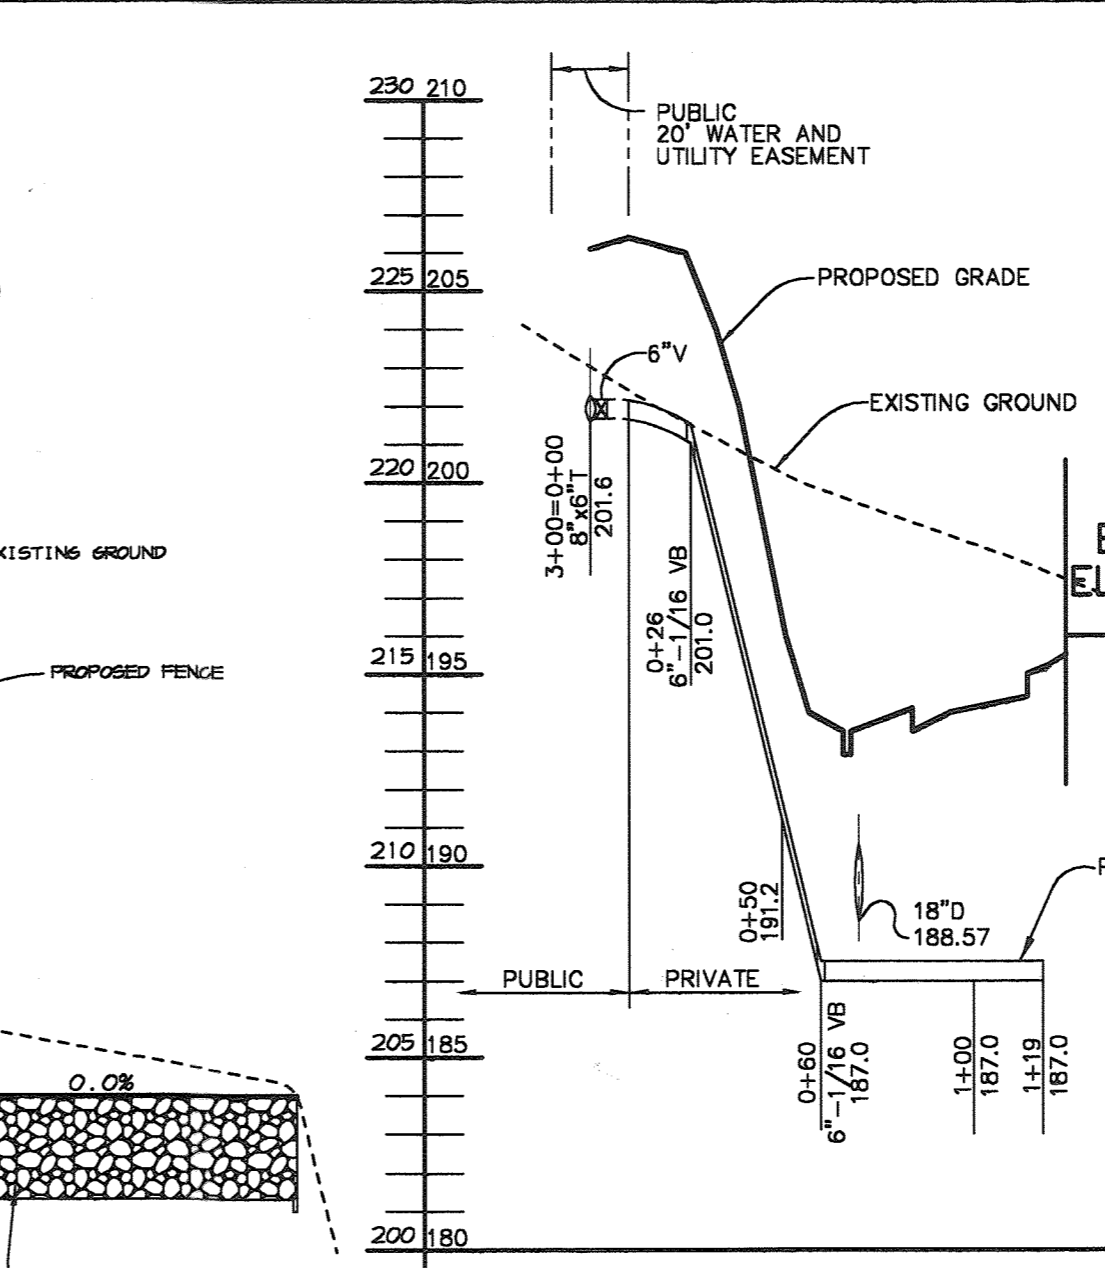 230 210
PUBLIC
20' WATER AND
UTILITY EASEMENT
225 205
PROPOSED GRADE
6"V
EXISTING GROUND
220 200
3+00=0+00
8"x6"T
201.6
XISTING GROUND
0+26
6"-1/16 VB
201.0
215 195
PROPOSED FENCE
210 190
0+50
191.2
18"D
188.57
PUBLIC
PRIVATE
205 185
0+60
6"-1/16 VB
187.0
1+00
187.0
1+19
187.0
0.0%
200 180